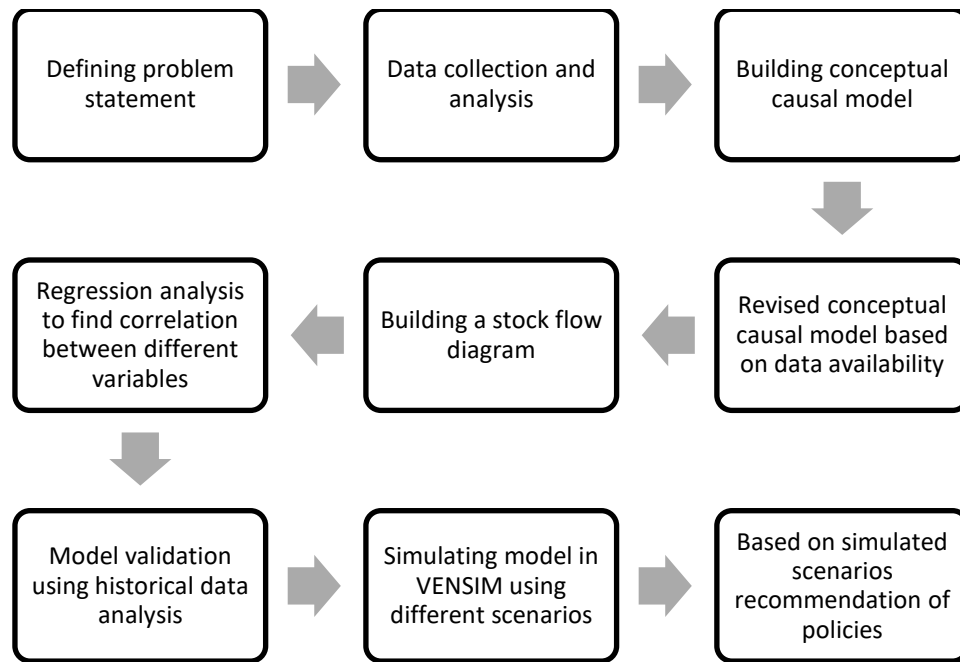 Defining problem
statement
Data collection and
analysis
Building conceptual
causal model
Revised conceptual
causal model based
on data availability
Building a stock flow
diagram
Regression analysis
to find correlation
between different
variables
Model validation
using historical data
analysis
Simulating model in
VENSIM using
different scenarios
Based on simulated
scenarios
recommendation of
policies